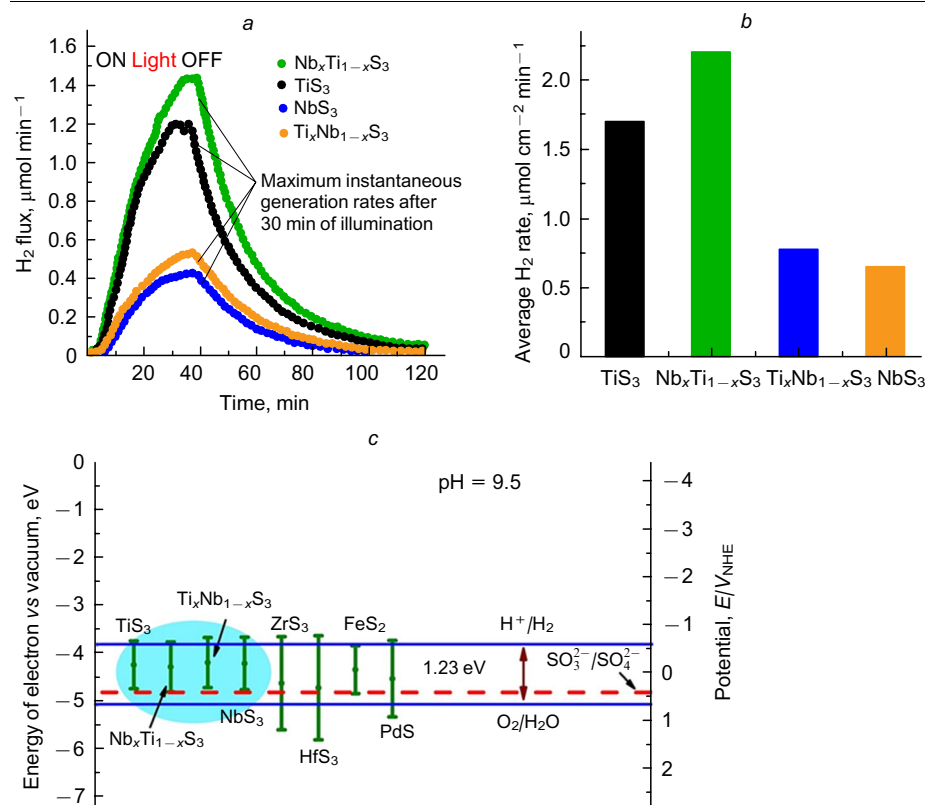 a
1.6
1.4
1.2
1.0
0.8
0.6
0.4
0.2
0
ON Light OFF
NbₓTi₁₋ₓS₃
TiS₃
NbS₃
TiₓNb₁₋ₓS₃
Maximum instantaneous
generation rates after
30 min of illumination
H₂ flux, μmol min⁻¹
20 40 60 80 100 120
Time, min
b
2.0
1.5
1.0
0.5
0
Average H₂ rate, μmol cm⁻² min⁻¹
TiS₃ NbₓTi₁₋ₓS₃ TiₓNb₁₋ₓS₃ NbS₃
c
0
−1
−2
−3
−4
−5
−6
−7
Energy of electron vs vacuum, eV
pH = 9.5
TiS₃
TiₓNb₁₋ₓS₃
NbₓTi₁₋ₓS₃
NbS₃
ZrS₃
HfS₃
FeS₂
PdS
H⁺/H₂
1.23 eV
SO₃²⁻/SO₄²⁻
O₂/H₂O
−4
−3
−2
−1
0
1
2
Potential, E/V_NHE